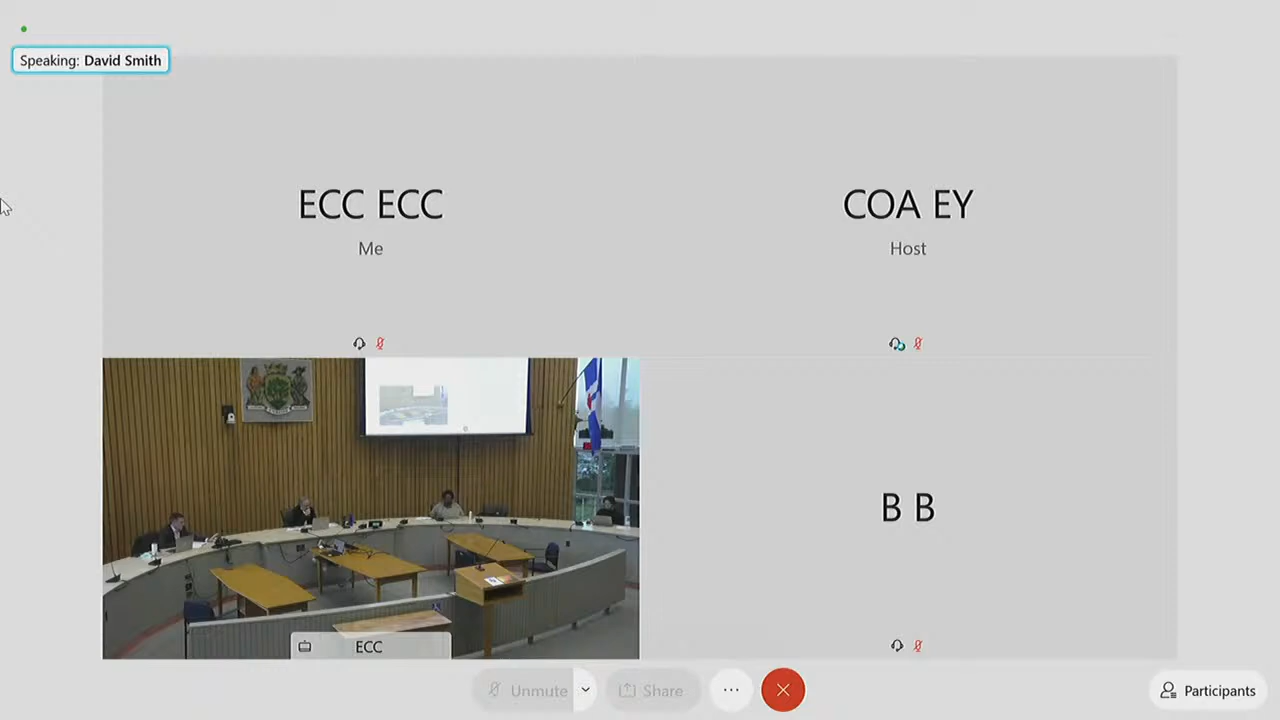 Speaking: David Smith
ECC ECC
Me
COA EY
Host
ECC
B B
Unmute
Share
Participants